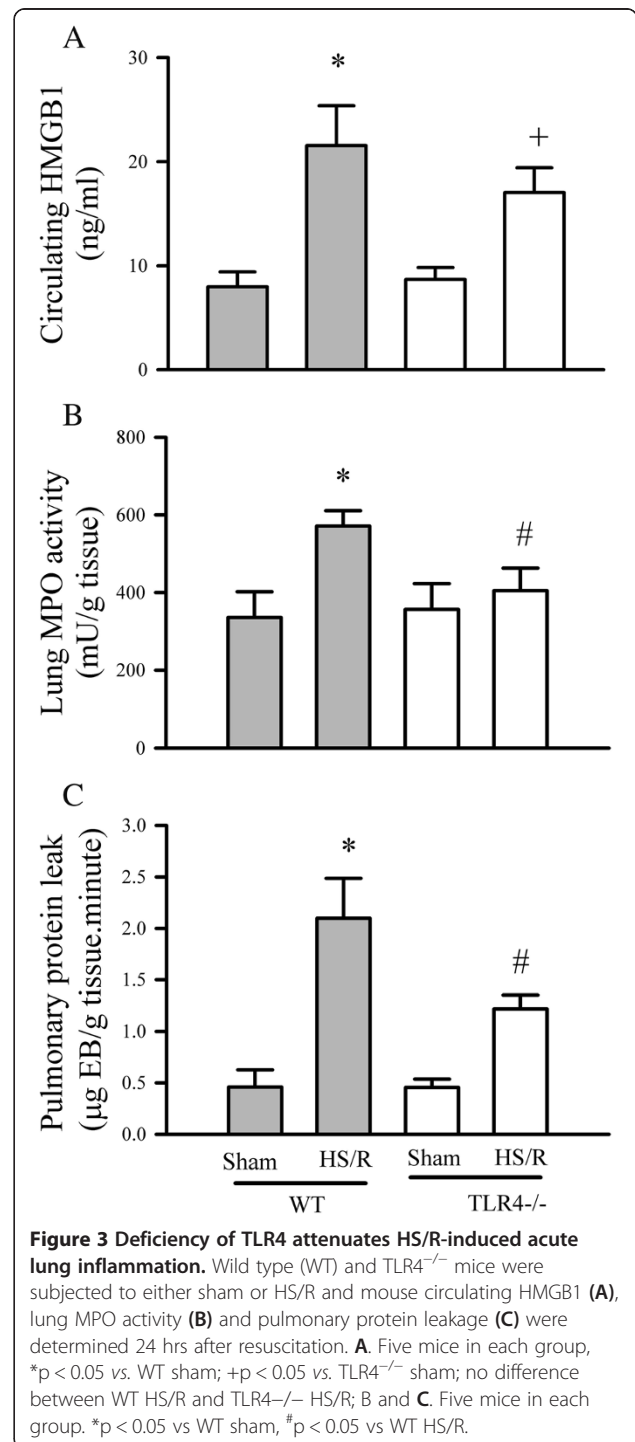 A
Circulating HMGB1
(ng/ml)
30
20
10
0
*
+
B
Lung MPO activity
(mU/g tissue)
800
600
400
200
0
*
#
C
Pulmonary protein leak
(µg EB/g tissue.minute)
3.0
2.5
2.0
1.5
1.0
0.5
0.0
*
#
Sham HS/R Sham HS/R
WT TLR4-/-
Figure 3 Deficiency of TLR4 attenuates HS/R-induced acute
lung inflammation. Wild type (WT) and TLR4−/− mice were
subjected to either sham or HS/R and mouse circulating HMGB1 (A),
lung MPO activity (B) and pulmonary protein leakage (C) were
determined 24 hrs after resuscitation. A. Five mice in each group,
*p < 0.05 vs. WT sham; +p < 0.05 vs. TLR4−/− sham; no difference
between WT HS/R and TLR4−/− HS/R; B and C. Five mice in each
group. *p < 0.05 vs WT sham, #p < 0.05 vs WT HS/R.